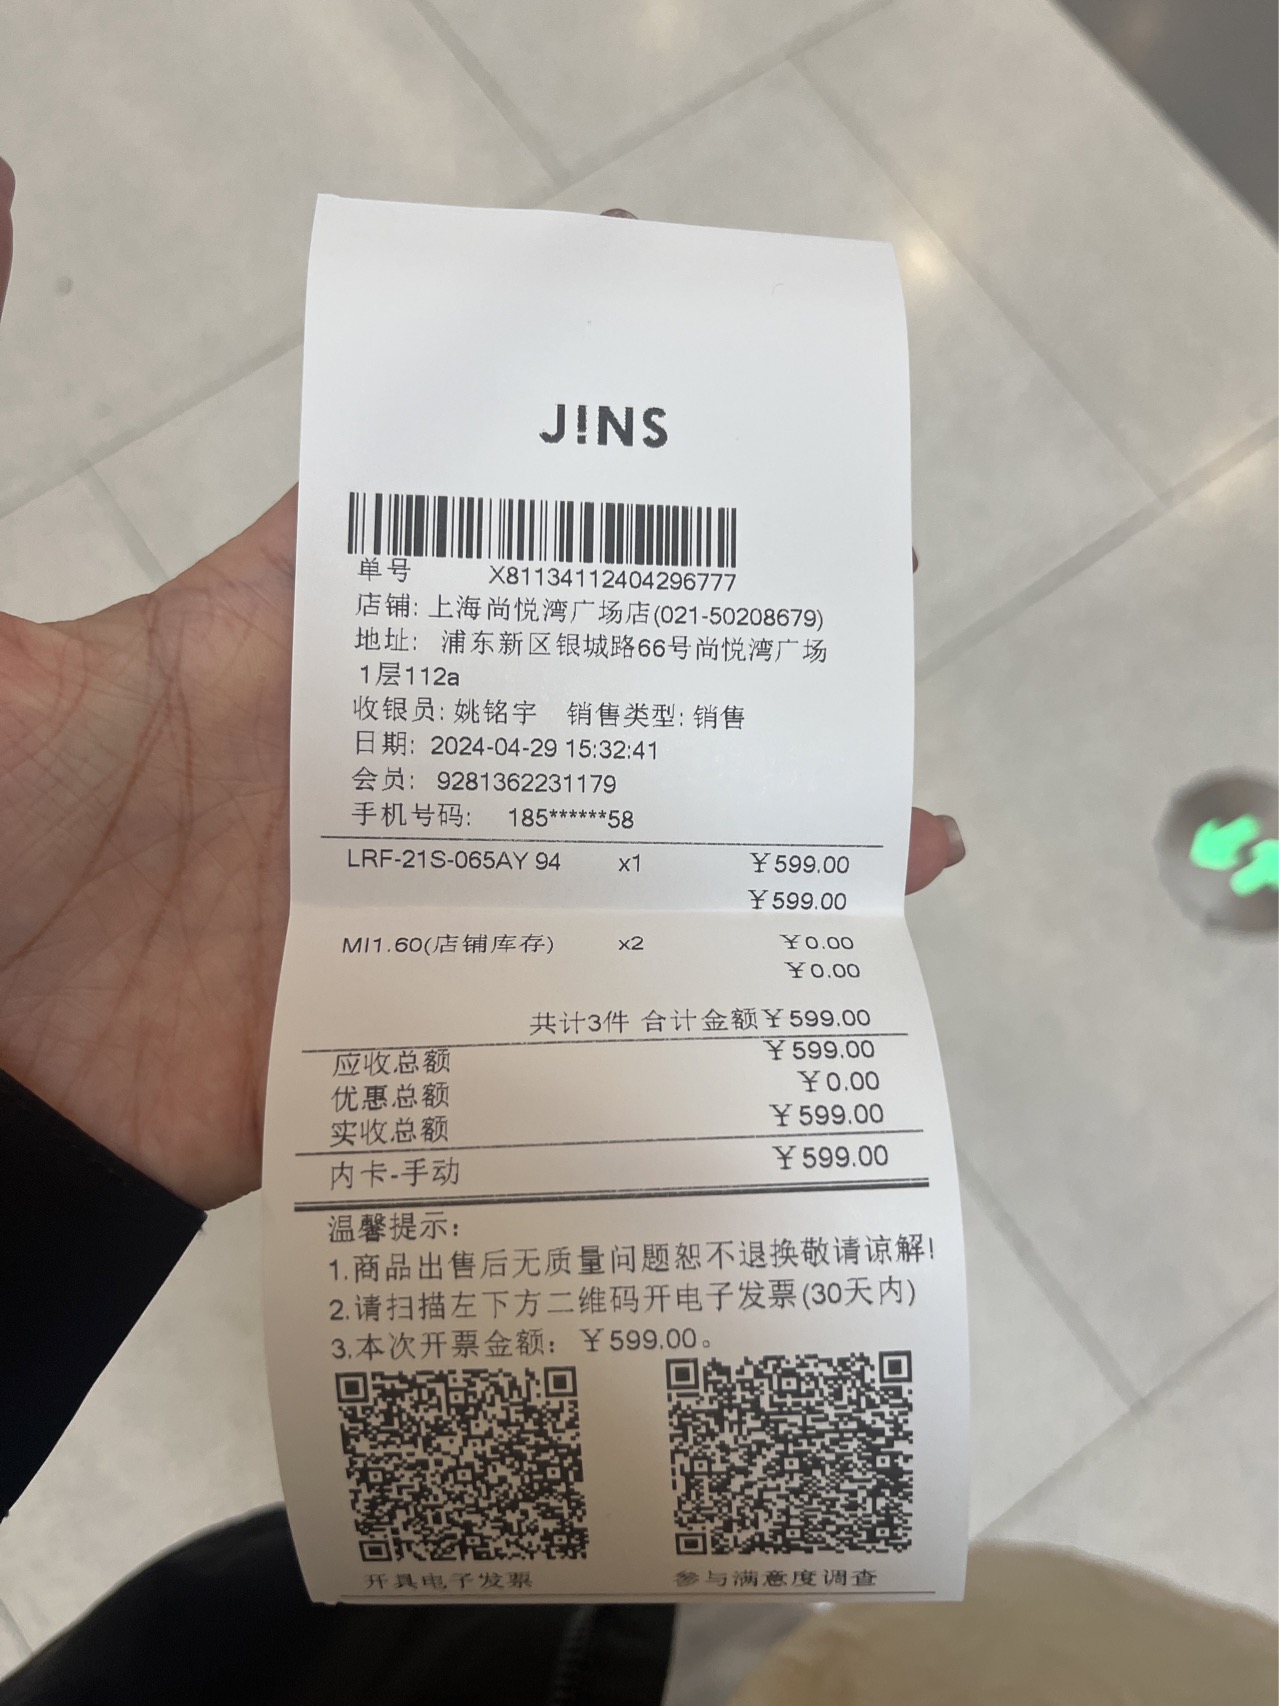 J!NS
单号 X81134112404296777
店铺: 上海尚悦湾广场店(021-50208679)
地址: 浦东新区银城路66号尚悦湾广场
1层112a
收银员: 姚铭宇 销售类型: 销售
日期: 2024-04-29 15:32:41
会员: 9281362231179
手机号码: 185******58
LRF-21S-065AY 94 x1 ￥599.00
￥599.00
MI1.60(店铺库存) x2 ￥0.00
￥0.00
共计3件 合计金额￥599.00
应收总额 ￥599.00
优惠总额 ￥0.00
实收总额 ￥599.00
内卡-手动 ￥599.00
温馨提示:
1.商品出售后无质量问题恕不退换敬请谅解!
2.请扫描左下方二维码开电子发票(30天内)
3.本次开票金额: ￥599.00。
开具电子发票 参与满意度调查